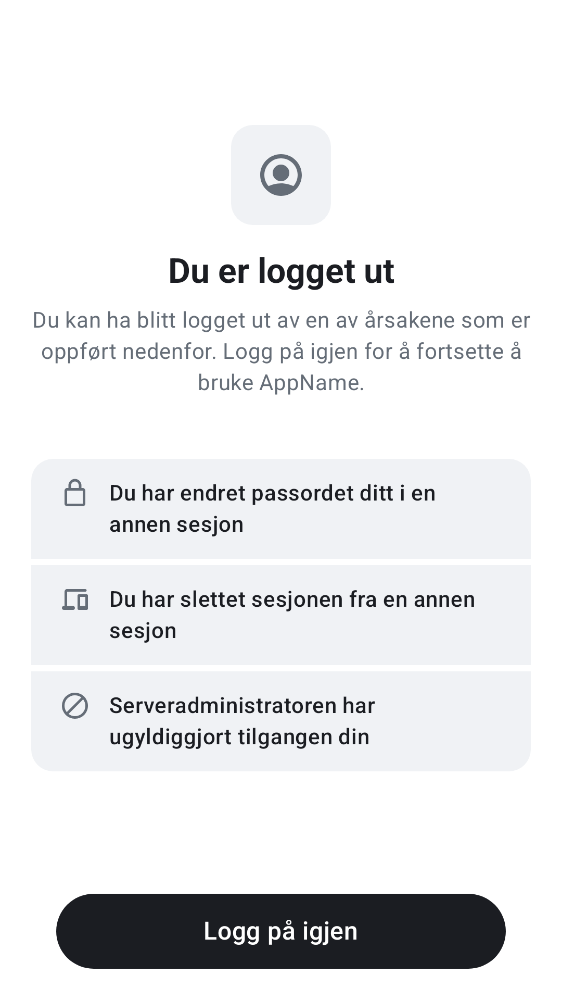 Du er logget ut
Du kan ha blitt logget ut av en av årsakene som er
oppført nedenfor. Logg på igjen for å fortsette å
bruke AppName.
Du har endret passordet ditt i en
annen sesjon
Du har slettet sesjonen fra en annen
sesjon
Serveradministratoren har
ugyldiggjort tilgangen din
Logg på igjen